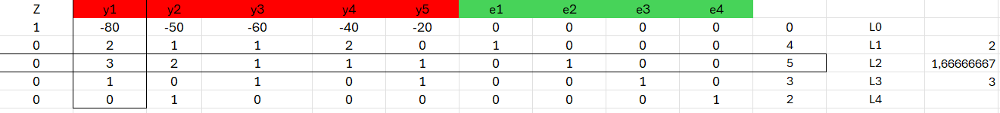 Z y1 y2 y3 y4 y5 e1 e2 e3 e4
1 -80 -50 -60 -40 -20 0 0 0 0 0 L0
0 2 1 1 2 0 1 0 0 0 4 L1 2
0 3 2 1 1 1 0 1 0 0 5 L2 1,66666667
0 1 0 1 0 1 0 0 1 0 3 L3 3
0 0 1 0 0 0 0 0 0 1 2 L4